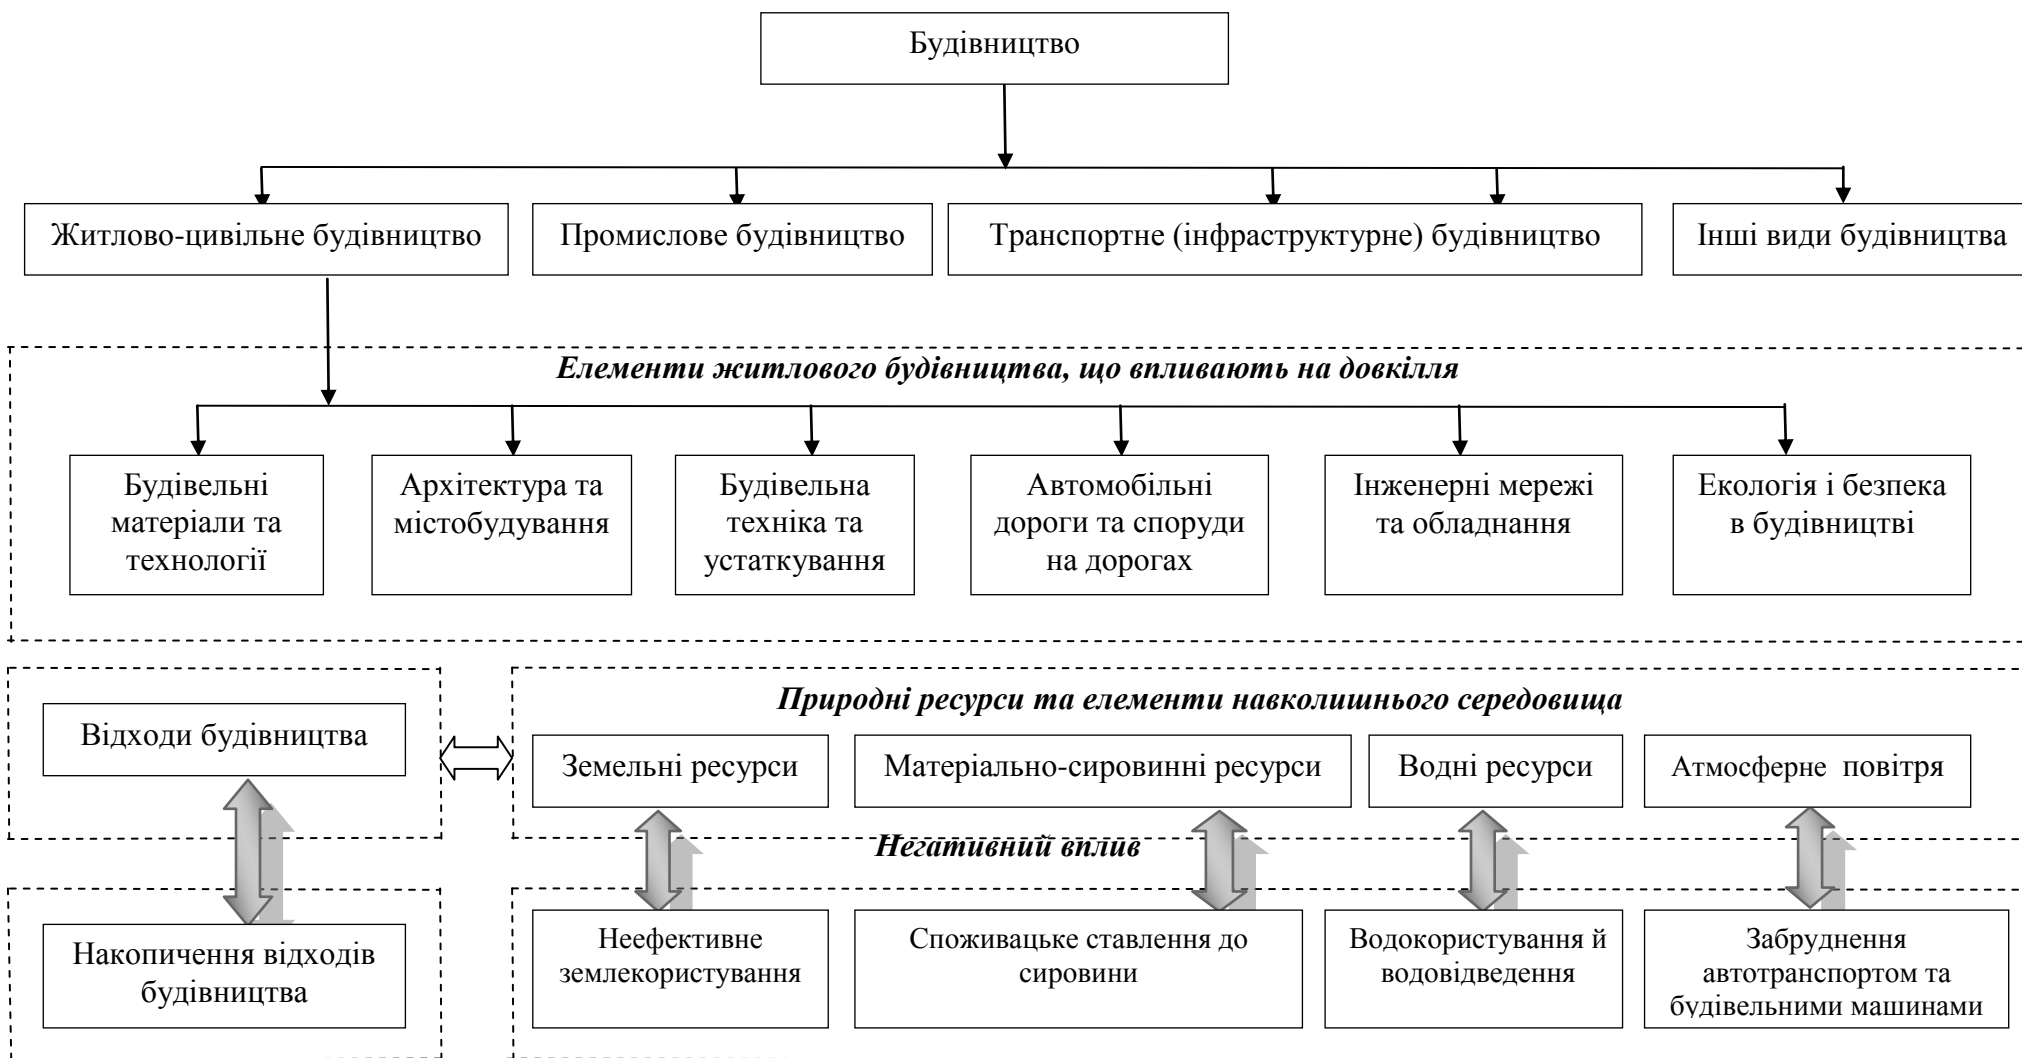 Будівництво
Житлово-цивільне будівництво
Промислове будівництво
Транспортне (інфраструктурне) будівництво
Інші види будівництва
Елементи житлового будівництва, що впливають на довкілля
Будівельні
матеріали та
технології
Архітектура та
містобудування
Будівельна
техніка та
устаткування
Автомобільні
дороги та споруди
на дорогах
Інженерні мережі
та обладнання
Екологія і безпека
в будівництві
Відходи будівництва
Природні ресурси та елементи навколишнього середовища
Земельні ресурси
Матеріально-сировинні ресурси
Водні ресурси
Атмосферне повітря
Негативний вплив
Накопичення відходів
будівництва
Неефективне
землекористування
Споживацьке ставлення до
сировини
Водокористування й
водовідведення
Забруднення
автотранспортом та
будівельними машинами